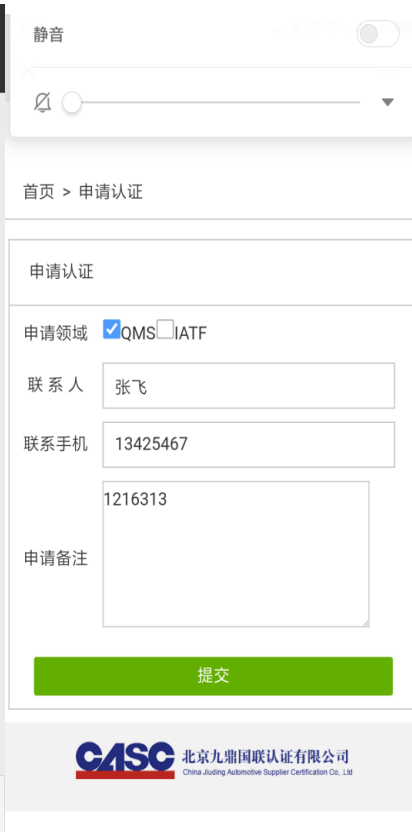 静音
首页 > 申请认证
申请认证
申请领域 QMS IATF
联系人 张飞
联系手机 13425467
1216313
申请备注
提交
CASC 北京九鼎国联认证有限公司
China Jiuding Automotive Supplier Certification Co., Ltd